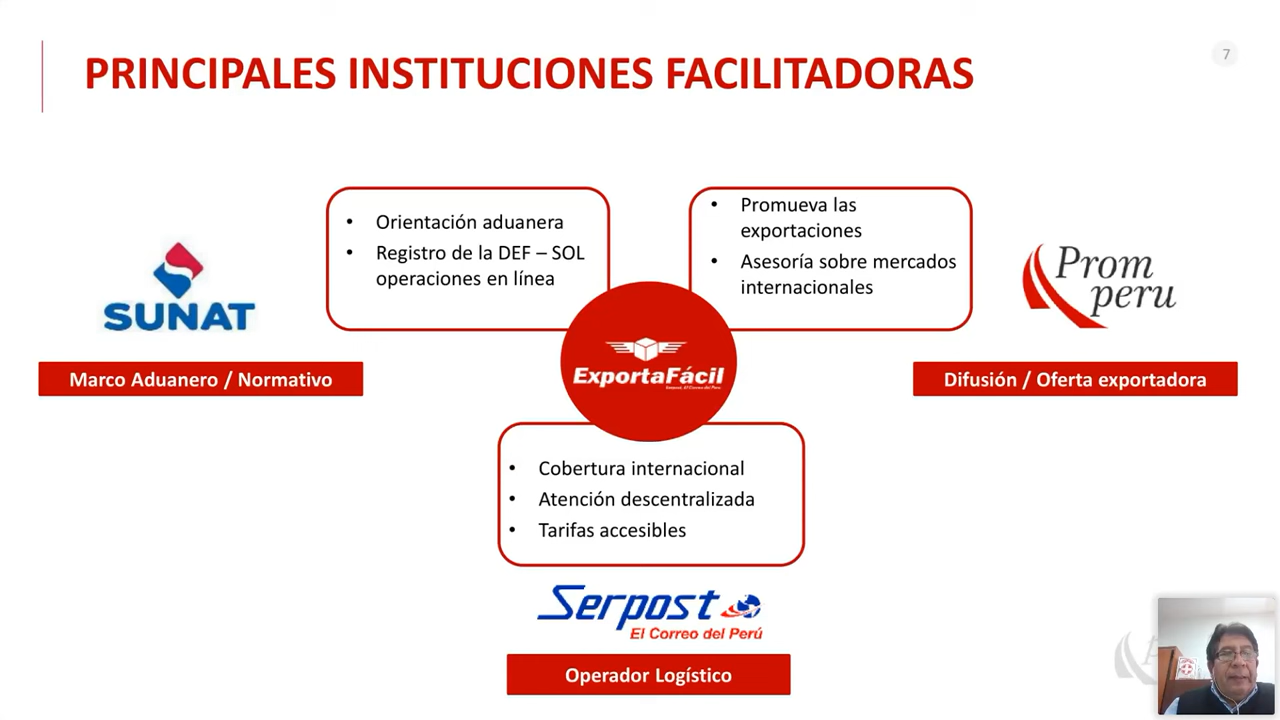 PRINCIPALES INSTITUCIONES FACILITADORAS
7
• Orientación aduanera
• Registro de la DEF – SOL
operaciones en línea
• Promueva las
exportaciones
• Asesoría sobre mercados
internacionales
SUNAT
Prom
peru
Marco Aduanero / Normativo
ExportaFácil
Difusión / Oferta exportadora
• Cobertura internacional
• Atención descentralizada
• Tarifas accesibles
Serpost
El Correo del Perú
Operador Logístico